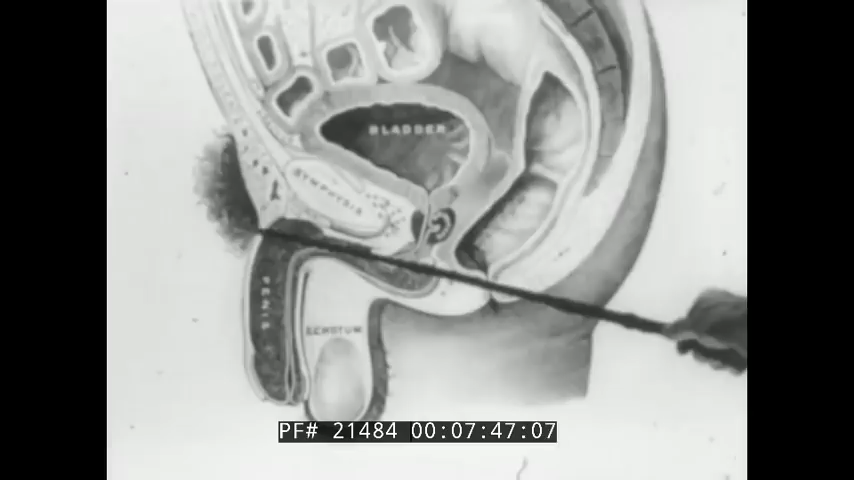 BLADDER
SYMPHYSIS
PENIS
SCROTUM
PF# 21484 00:07:47:07